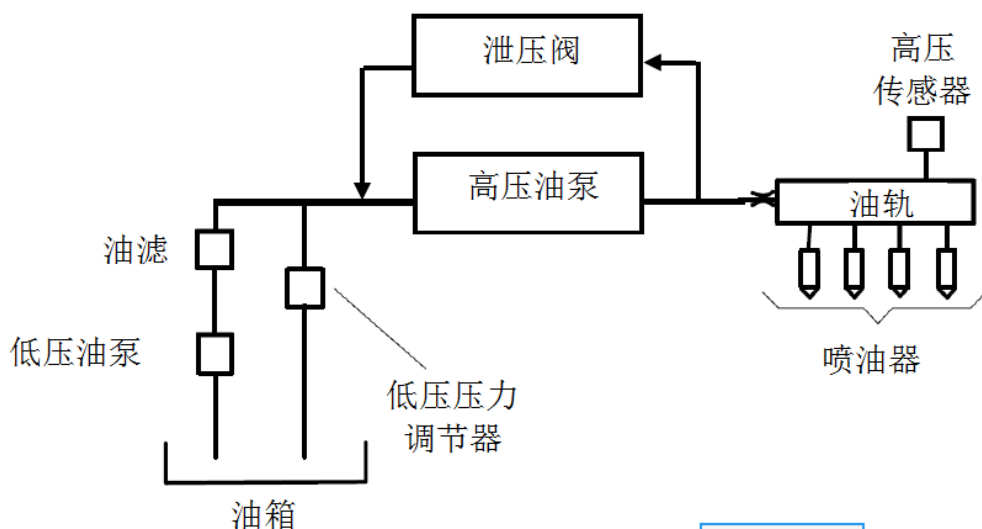 泄压阀
高压
传感器
高压油泵
油轨
油滤
低压油泵
喷油器
低压压力
调节器
油箱